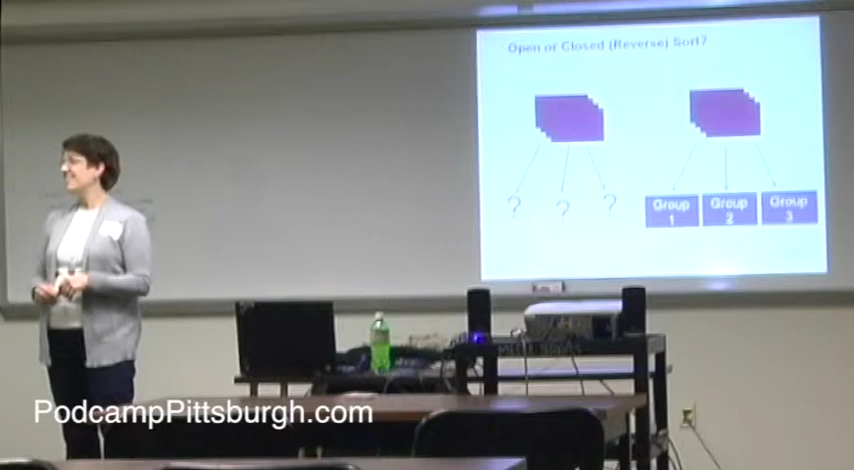 Open or Closed (Reverse) Sort?
? ? ?
Group 1
Group 2
Group 3
PodcampPittsburgh.com